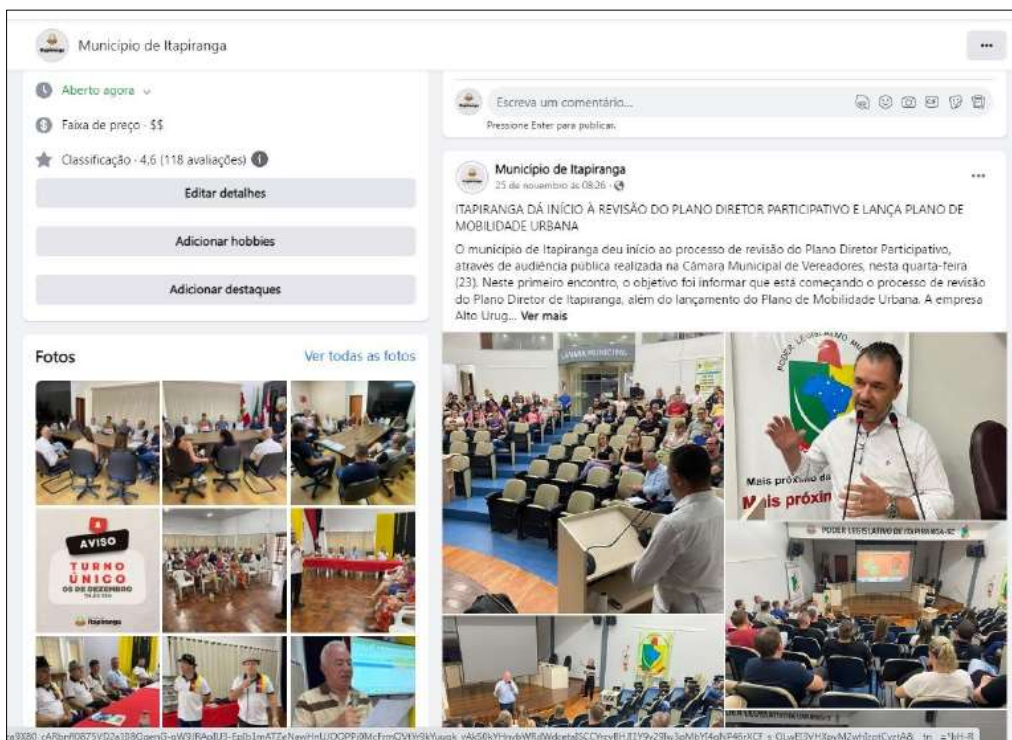 Município de Itapiranga
Aberto agora
Faixa de preço · $$
Classificação · 4,6 (118 avaliações)
Editar detalhes
Adicionar hobbies
Adicionar destaques
Fotos
Ver todas as fotos
AVISO
TURNO
ÚNICO
05 DE DEZEMBRO
Itapiranga
Escreva um comentário...
Pressione Enter para publicar.
Município de Itapiranga
25 de novembro às 08:26 ·
ITAPIRANGA DÁ INÍCIO À REVISÃO DO PLANO DIRETOR PARTICIPATIVO E LANÇA PLANO DE
MOBILIDADE URBANA
O município de Itapiranga deu início ao processo de revisão do Plano Diretor Participativo,
através de audiência pública realizada na Câmara Municipal de Vereadores, nesta quarta-feira
(23). Neste primeiro encontro, o objetivo foi informar que está começando o processo de revisão
do Plano Diretor de Itapiranga, além do lançamento do Plano de Mobilidade Urbana. A empresa
Alto Urug... Ver mais
CÂMARA MUNICIPAL
PODER LEGISLATIVO
Mais próximo da
Mais próxim
PODER LEGISLATIVO DE ITAPIRANGA-SC